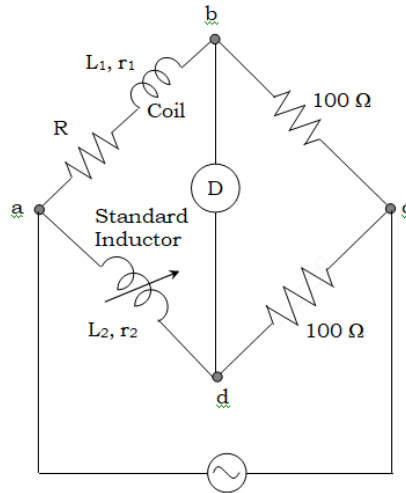 b
L₁, r₁
100 Ω
Coil
R
D
a
c
Standard
Inductor
L₂, r₂
100 Ω
d